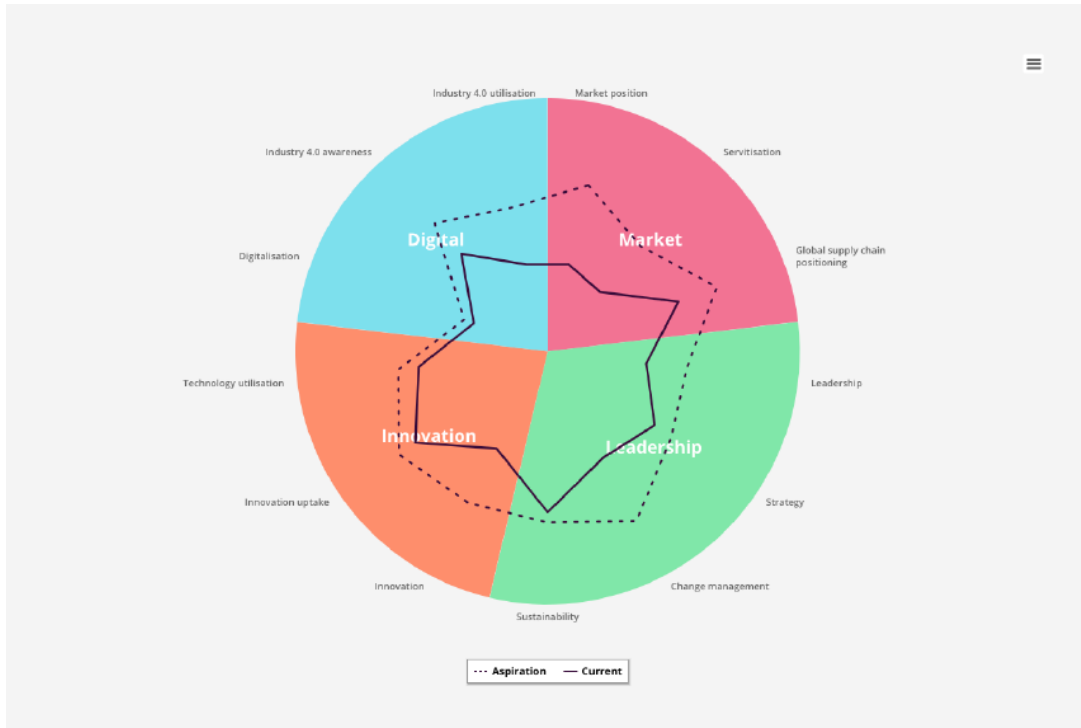 Industry 4.0 utilisation
Market position
Industry 4.0 awareness
Servitisation
Digital
Market
Digitalisation
Global supply chain
positioning
Technology utilisation
Leadership
Innovation
Leadership
Innovation uptake
Strategy
Innovation
Change management
Sustainability
Aspiration
Current